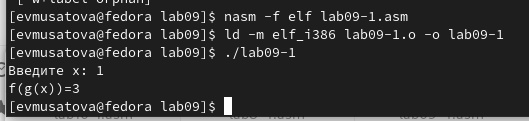 [evmusatova@fedora lab09]$ nasm -f elf lab09-1.asm
[evmusatova@fedora lab09]$ ld -m elf_i386 lab09-1.o -o lab09-1
[evmusatova@fedora lab09]$ ./lab09-1
Введите x: 1
f(g(x))=3
[evmusatova@fedora lab09]$